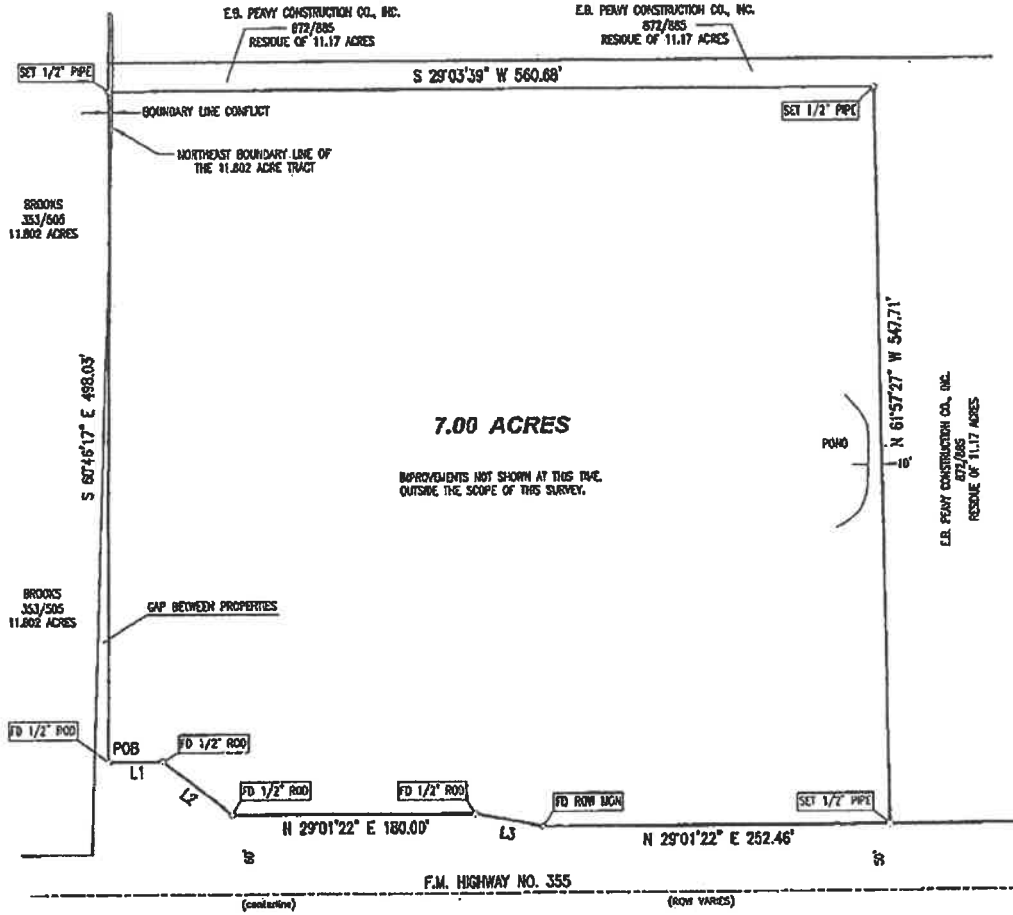 E.B. PEAVY CONSTRUCTION CO., INC.
872/885
RESIDUE OF 11.17 ACRES
E.B. PEAVY CONSTRUCTION CO., INC.
872/885
RESIDUE OF 11.17 ACRES
SET 1/2" PIPE
S 29°03'39" W 560.68'
SET 1/2" PIPE
BOUNDARY LINE CONFLICT
NORTHEAST BOUNDARY LINE OF
THE 11.802 ACRE TRACT
BROOKS
353/505
11.802 ACRES
S 60°46'17" E 498.03'
N 61°57'27" W 547.71'
7.00 ACRES
POND
10'
E.B. PEAVY CONSTRUCTION CO., INC.
872/885
RESIDUE OF 11.17 ACRES
IMPROVEMENTS NOT SHOWN AT THIS TIME.
OUTSIDE THE SCOPE OF THIS SURVEY.
BROOKS
353/505
11.802 ACRES
GAP BETWEEN PROPERTIES
FD 1/2" ROD
POB
FD 1/2" ROD
L1
L2
FD 1/2" ROD
FD 1/2" ROD
FD ROW MON
SET 1/2" PIPE
N 29°01'22" E 180.00'
L3
N 29°01'22" E 252.46'
60'
50'
F.M. HIGHWAY NO. 355
(centerline)
(ROW VARIES)